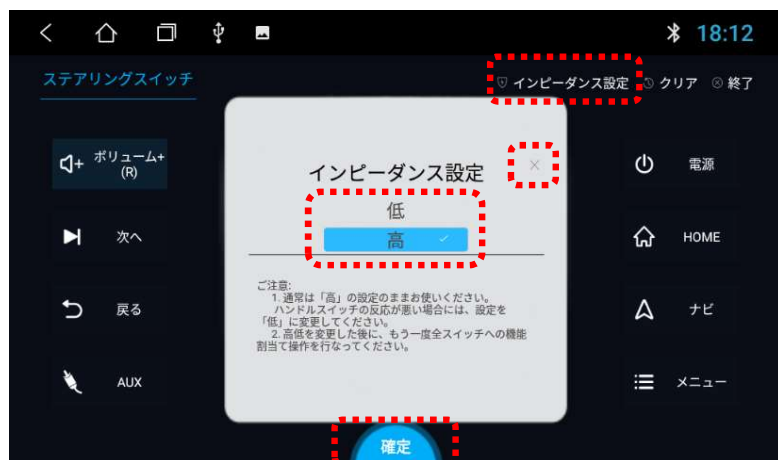 18:12
ステアリングスイッチ
インピーダンス設定
クリア
終了
インピーダンス設定
低
高
ご注意:
1. 通常は「高」の設定のままお使いください。
ハンドルスイッチの反応が悪い場合には、設定を
「低」に変更してください。
2. 高低を変更した後に、もう一度全スイッチへの機能
割当て操作を行なってください。
ボリューム+
(R)
次へ
戻る
AUX
電源
HOME
ナビ
メニュー
確定